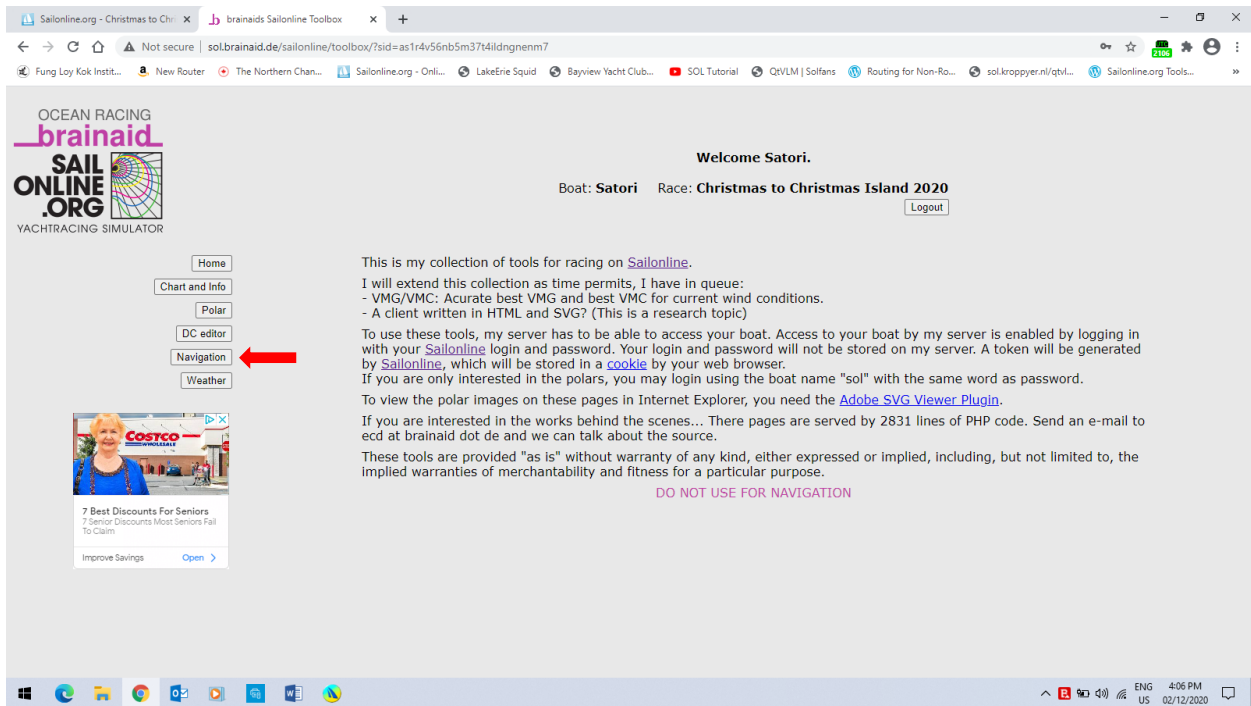 Sailonline.org - Christmas to Chr
brainaids Sailonline Toolbox
Not secure | sol.brainaid.de/sailonline/toolbox/?sid=as1r4v56nb5m37t4ildngnenm7
2106
Fung Loy Kok Instit...
New Router
The Northern Chan...
Sailonline.org - Onli...
LakeErie Squid
Bayview Yacht Club...
SOL Tutorial
QtVLM | Solfans
Routing for Non-Ro...
sol.kroppyer.nl/qtvl...
Sailonline.org Tools...
»
OCEAN RACING
brainaid
SAIL
ONLINE
.ORG
YACHTRACING SIMULATOR
Welcome Satori.
Boat: Satori Race: Christmas to Christmas Island 2020
Logout
Home
Chart and Info
Polar
DC editor
Navigation
Weather
This is my collection of tools for racing on Sailonline.
I will extend this collection as time permits, I have in queue:
- VMG/VMC: Acurate best VMG and best VMC for current wind conditions.
- A client written in HTML and SVG? (This is a research topic)
To use these tools, my server has to be able to access your boat. Access to your boat by my server is enabled by logging in
with your Sailonline login and password. Your login and password will not be stored on my server. A token will be generated
by Sailonline, which will be stored in a cookie by your web browser.
If you are only interested in the polars, you may login using the boat name "sol" with the same word as password.
To view the polar images on these pages in Internet Explorer, you need the Adobe SVG Viewer Plugin.
If you are interested in the works behind the scenes... There pages are served by 2831 lines of PHP code. Send an e-mail to
ecd at brainaid dot de and we can talk about the source.
These tools are provided "as is" without warranty of any kind, either expressed or implied, including, but not limited to, the
implied warranties of merchantability and fitness for a particular purpose.
DO NOT USE FOR NAVIGATION
COSTCO
WHOLESALE
7 Best Discounts For Seniors
7 Senior Discounts Most Seniors Fail
To Claim
Improve Savings
Open >
ENG
US
4:06 PM
02/12/2020